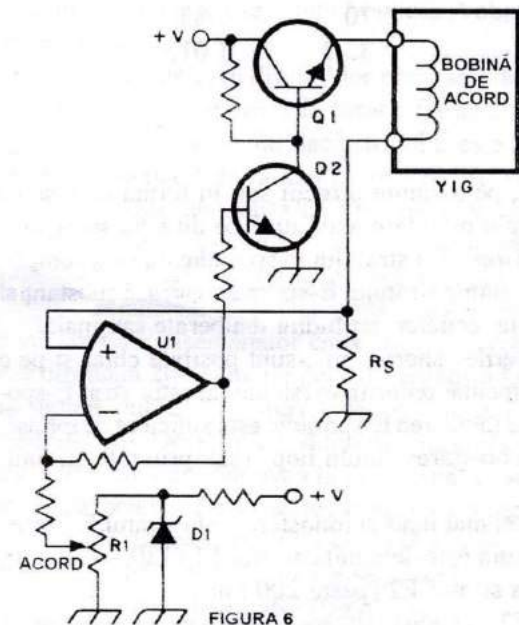 + V
Q1
BOBINĂ
DE
ACORD
YIG
Q2
+
U1
−
RS
+ V
R1
D1
ACORD
FIGURA 6